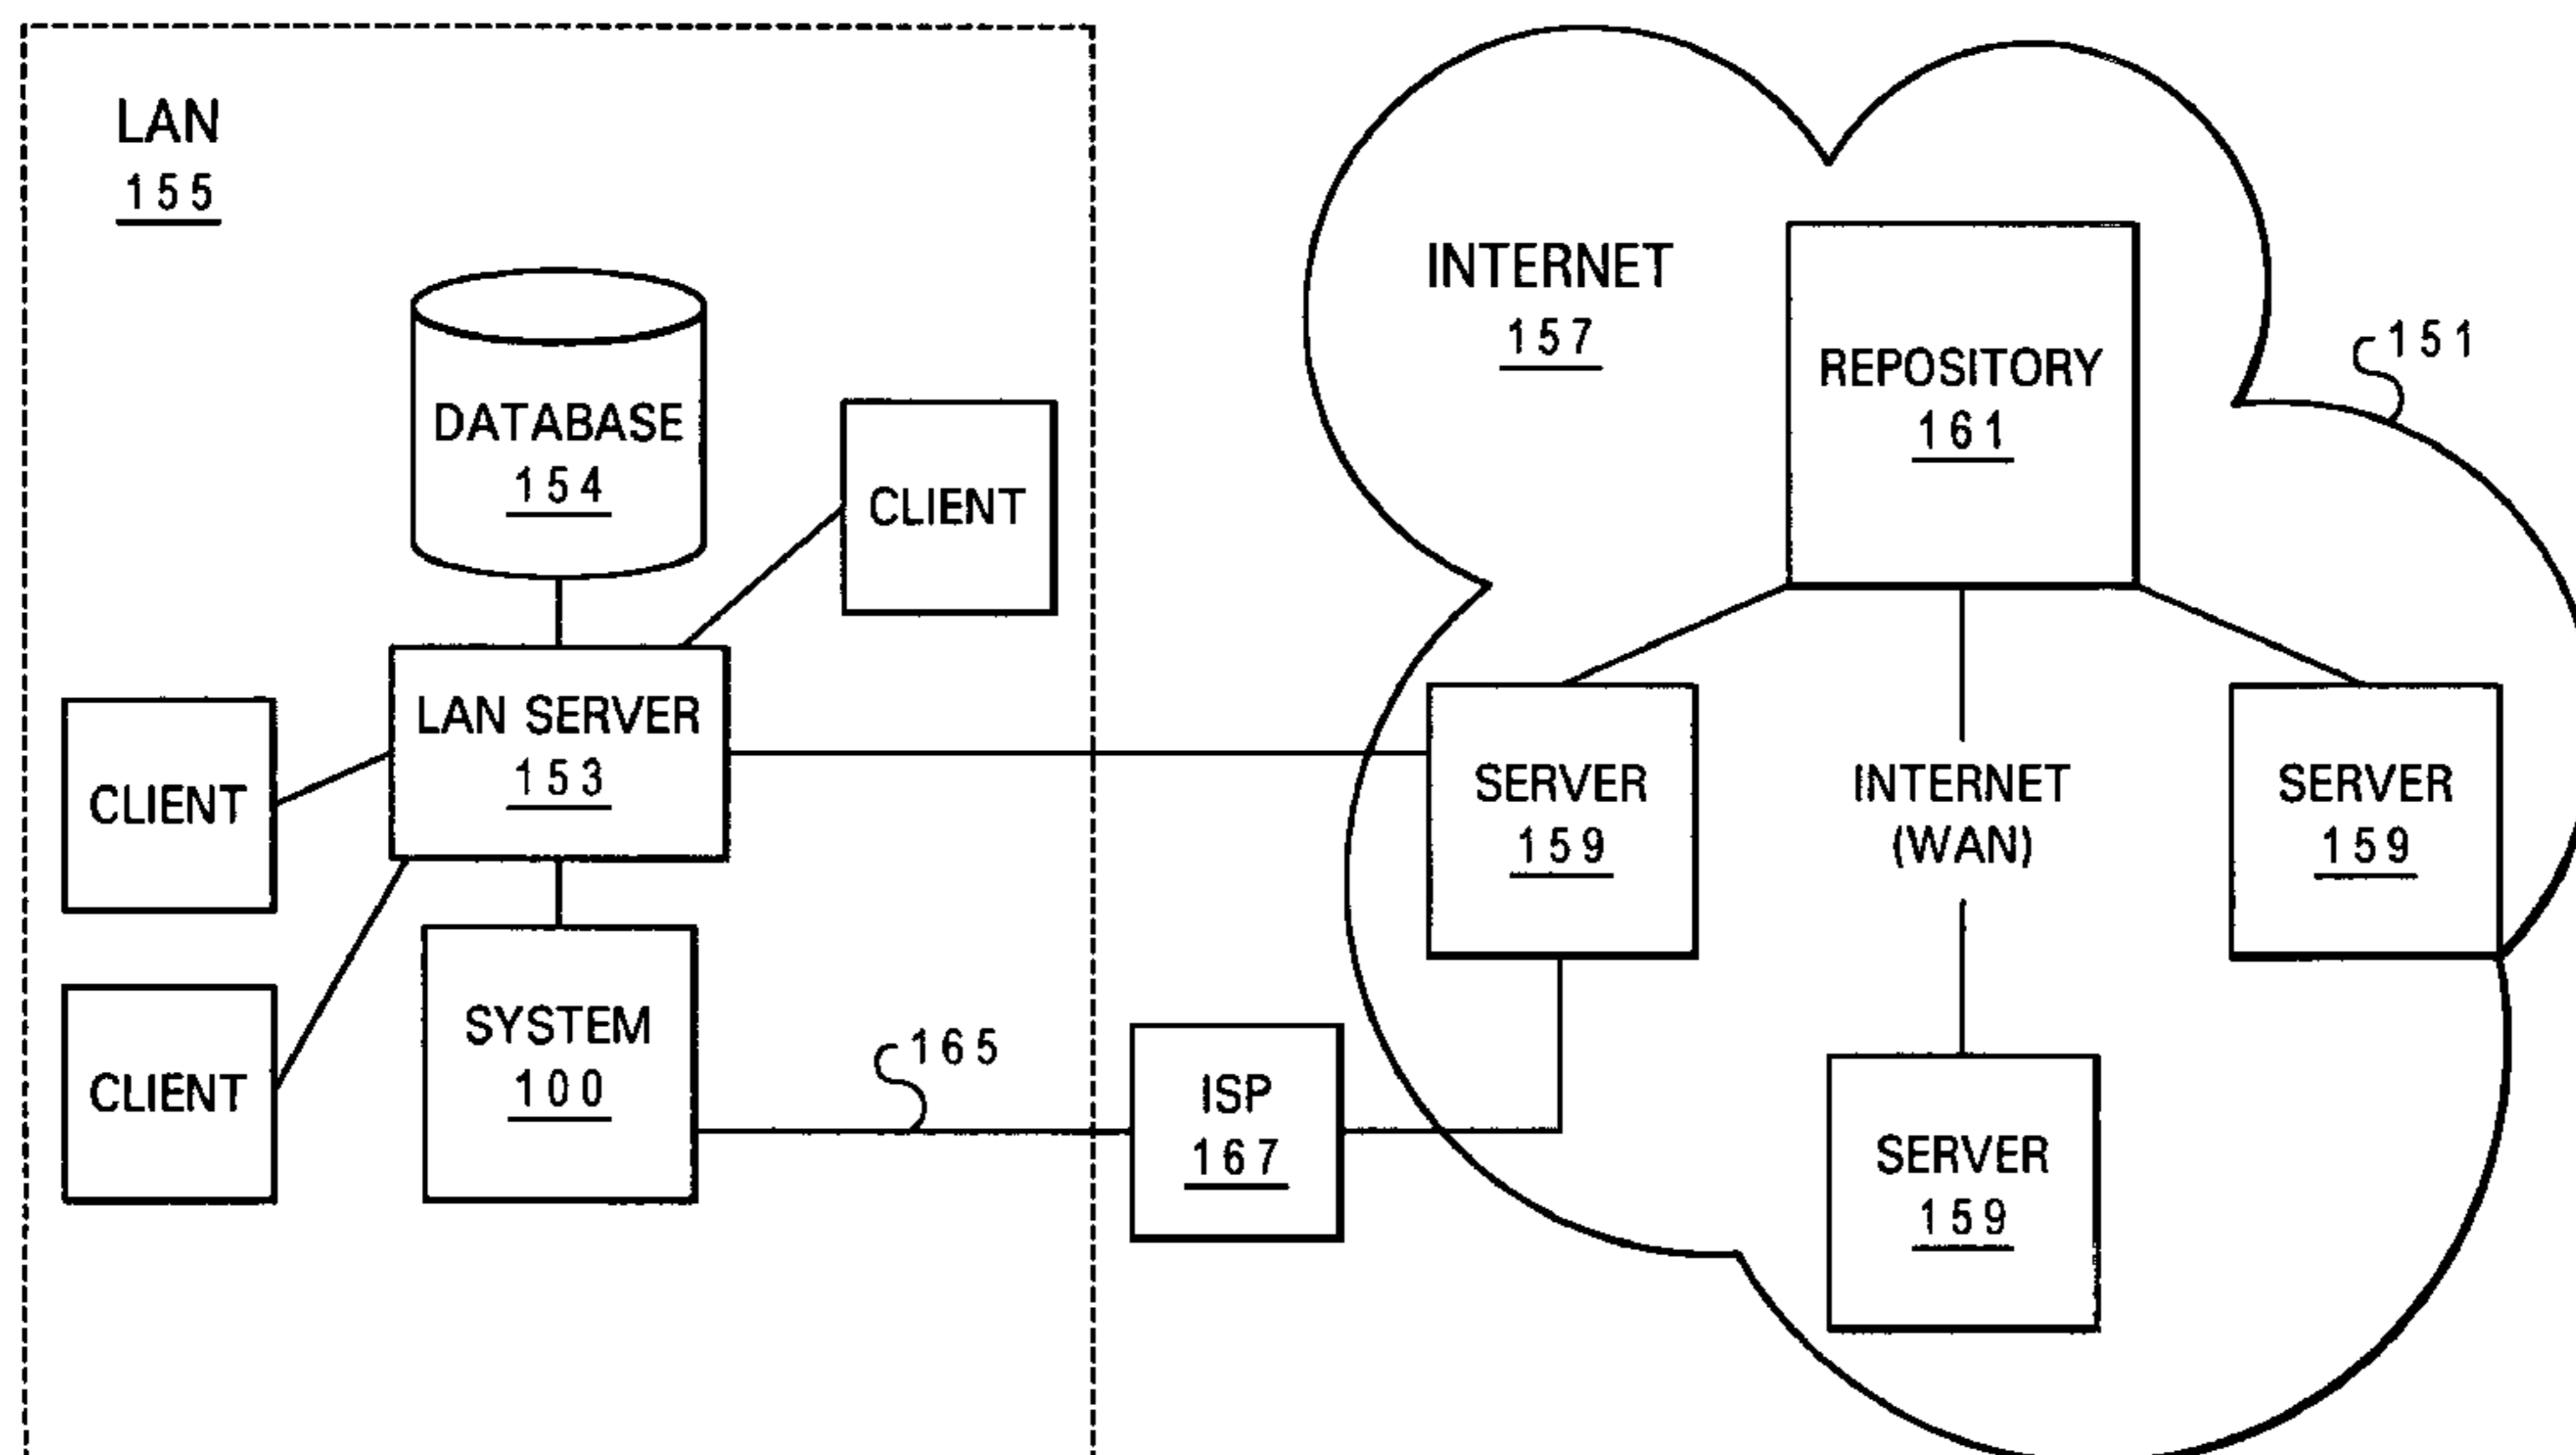 LAN
155
DATABASE
154
CLIENT
LAN SERVER
153
CLIENT
CLIENT
SYSTEM
100
165
ISP
167
INTERNET
157
REPOSITORY
161
151
SERVER
159
INTERNET
(WAN)
SERVER
159
SERVER
159